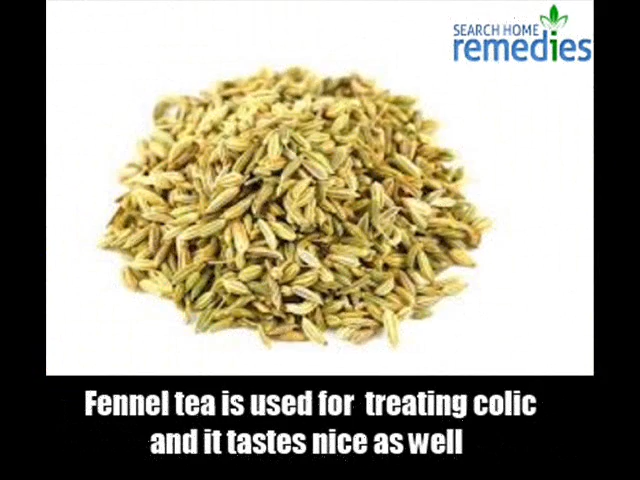 SEARCH HOME
remedies
Fennel tea is used for treating colic
and it tastes nice as well